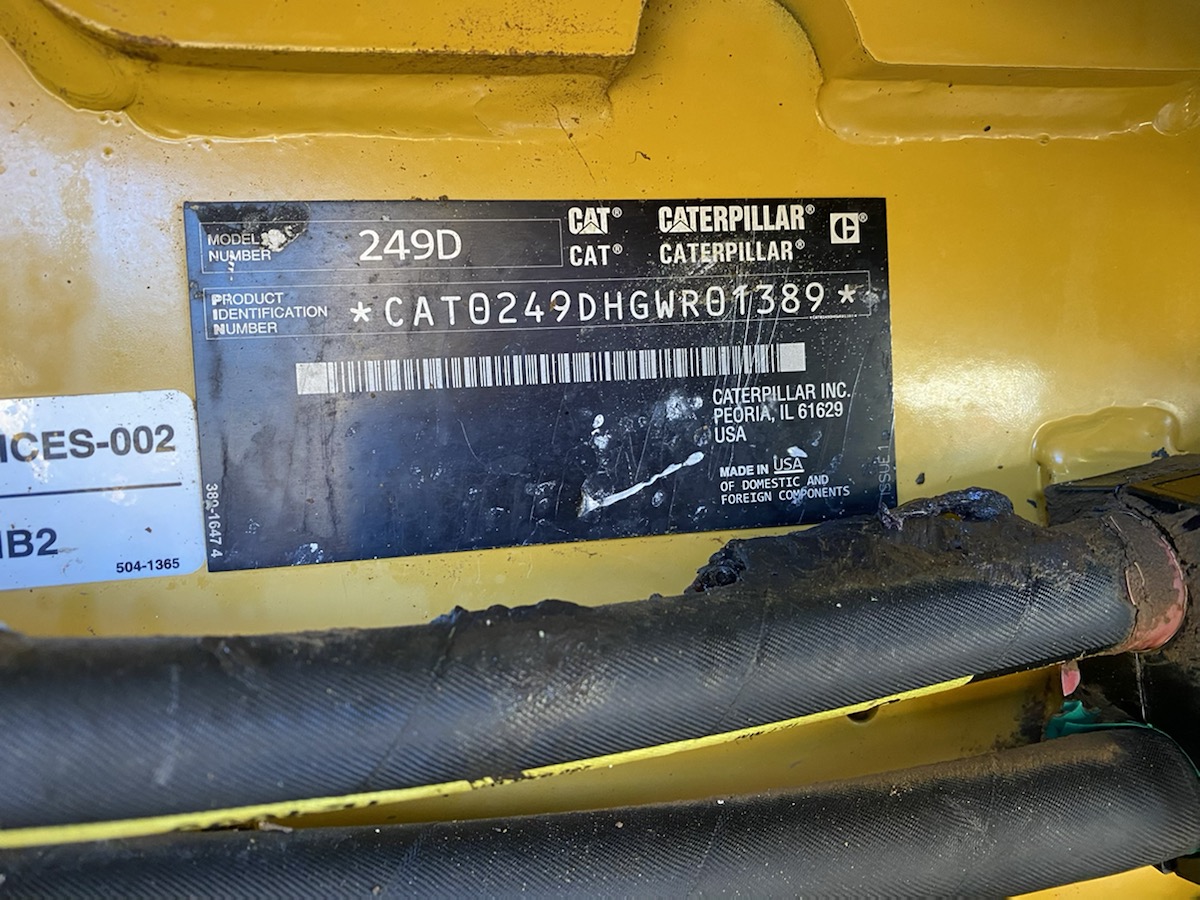 MODEL NUMBER 249D
CAT® CATERPILLAR®
CAT® CATERPILLAR®
PRODUCT IDENTIFICATION NUMBER *CAT0249DHGWR01389*
CATERPILLAR INC.
PEORIA, IL 61629
USA
MADE IN USA
OF DOMESTIC AND
FOREIGN COMPONENTS
ISSUE 1
ICES-002
504-1365